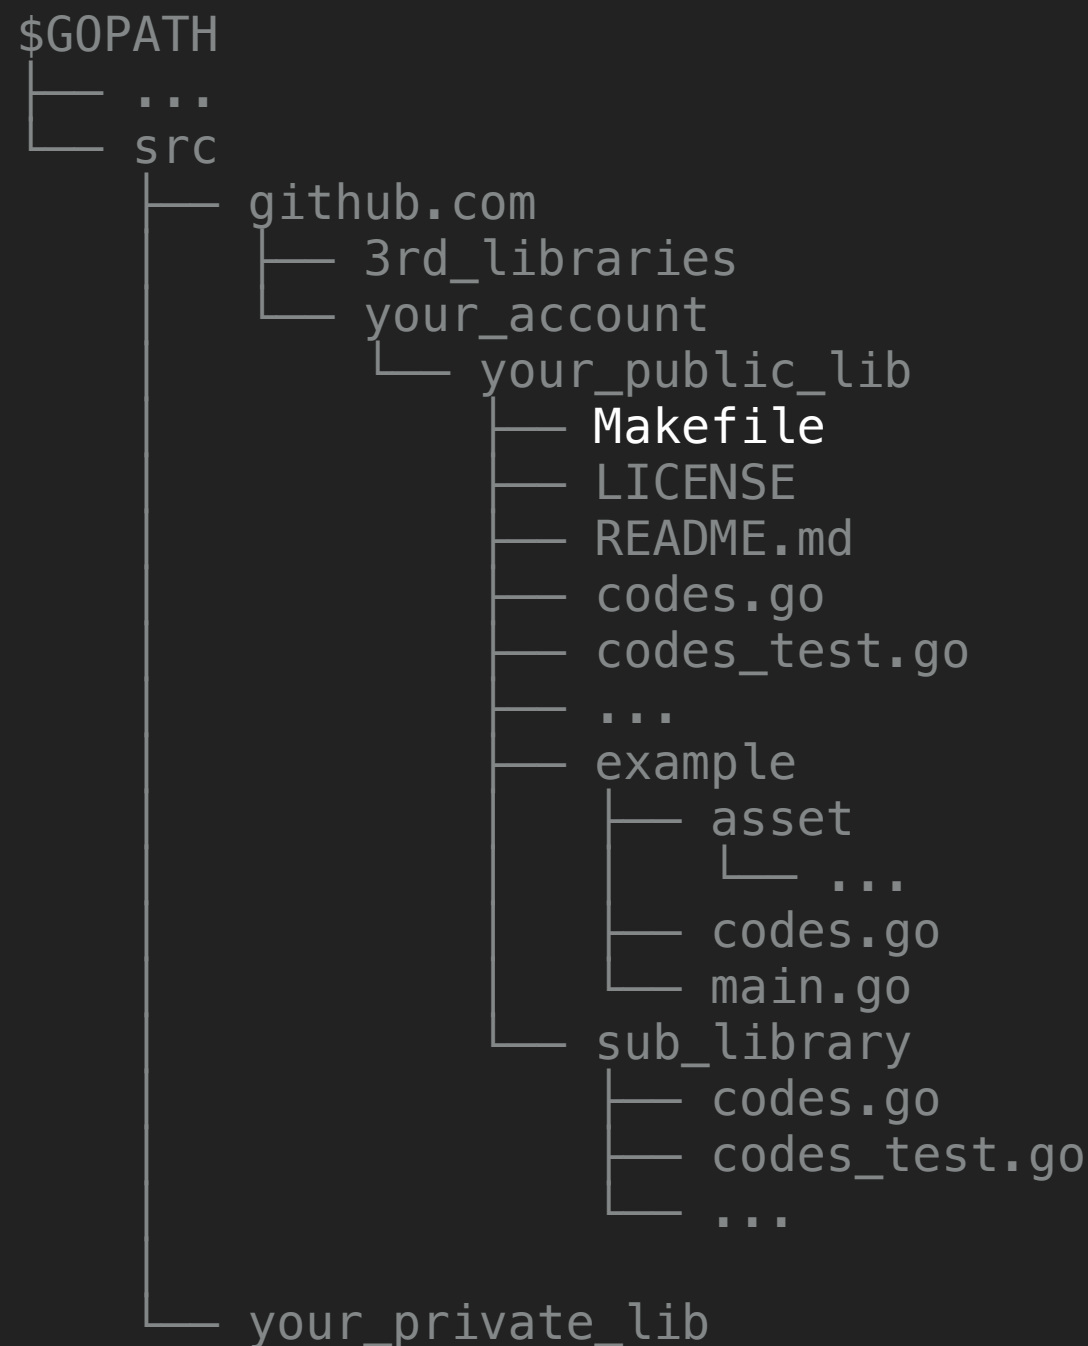 $GOPATH
├── ...
└── src
    ├── github.com
    │   ├── 3rd_libraries
    │   └── your_account
    │       └── your_public_lib
    │           ├── Makefile
    │           ├── LICENSE
    │           ├── README.md
    │           ├── codes.go
    │           ├── codes_test.go
    │           ├── ...
    │           ├── example
    │           │   ├── asset
    │           │   │   └── ...
    │           │   ├── codes.go
    │           │   └── main.go
    │           └── sub_library
    │               ├── codes.go
    │               ├── codes_test.go
    │               └── ...
    │
    └── your_private_lib